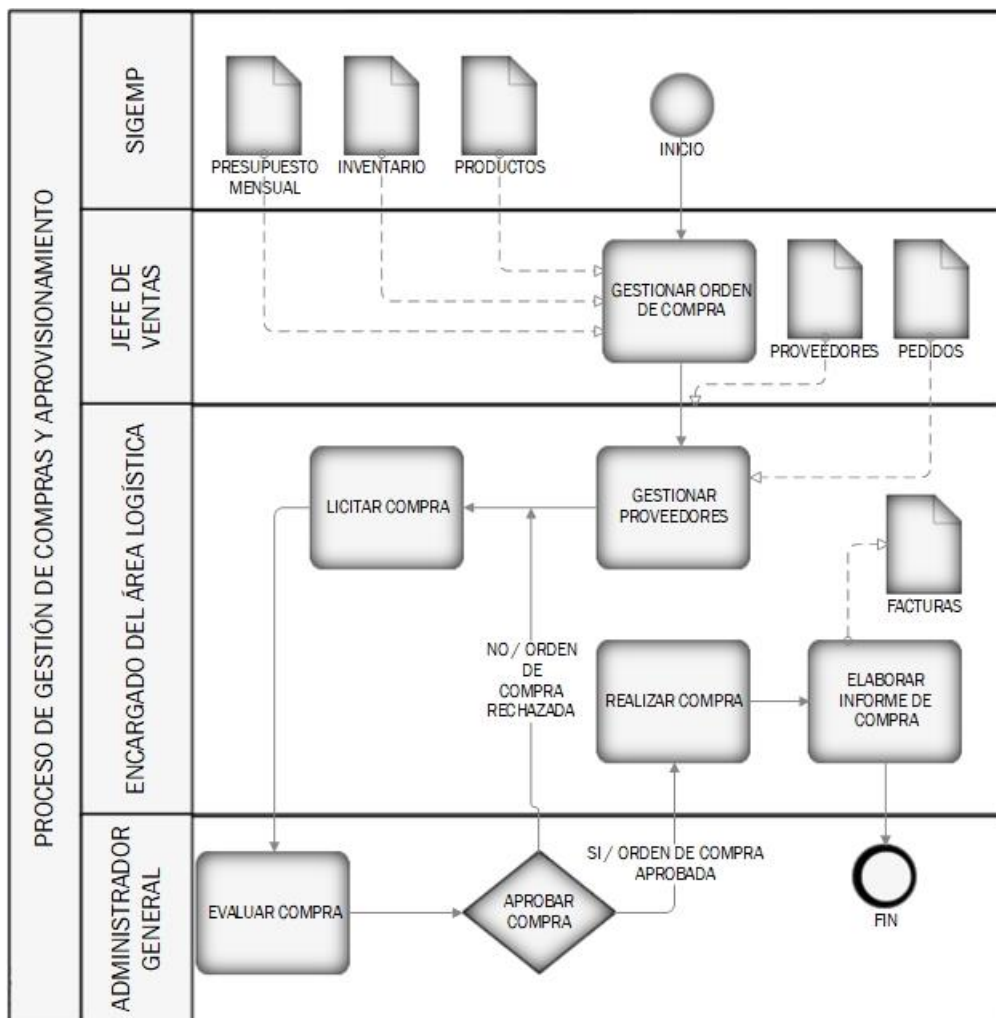 PROCESO DE GESTIÓN DE COMPRAS Y APROVISIONAMIENTO
SIGEMP
PRESUPUESTO
MENSUAL
INVENTARIO
PRODUCTOS
INICIO
JEFE DE
VENTAS
GESTIONAR ORDEN
DE COMPRA
PROVEEDORES
PEDIDOS
ENCARGADO DEL ÁREA LOGÍSTICA
LICITAR COMPRA
GESTIONAR
PROVEEDORES
FACTURAS
NO / ORDEN
DE
COMPRA
RECHAZADA
REALIZAR COMPRA
ELABORAR
INFORME DE
COMPRA
ADMINISTRADOR
GENERAL
EVALUAR COMPRA
APROBAR
COMPRA
SI / ORDEN DE COMPRA
APROBADA
FIN